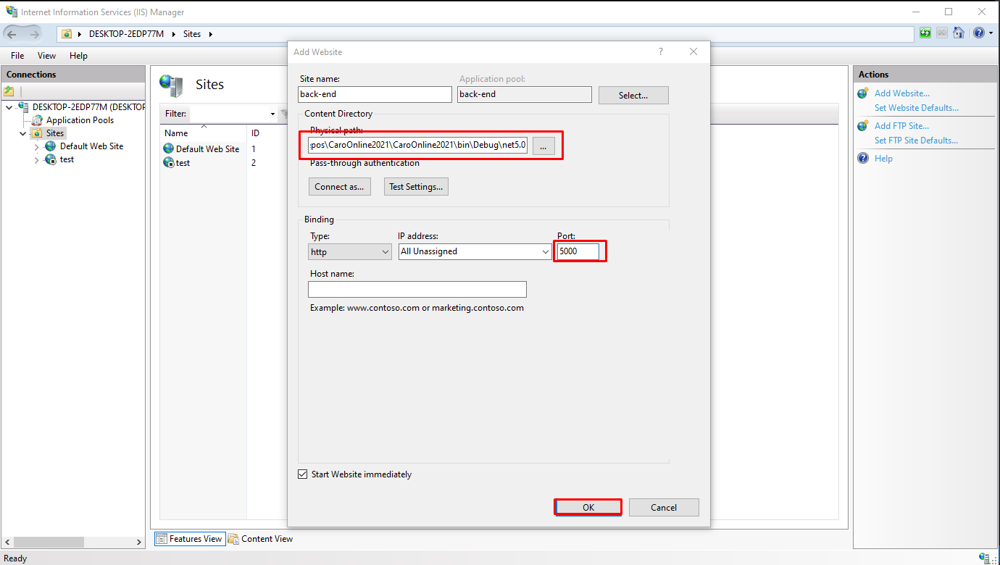 Internet Information Services (IIS) Manager
DESKTOP-2EDP77M Sites
File View Help
Connections
DESKTOP-2EDP77M (DESKTOP
Application Pools
Sites
Default Web Site
test
Sites
Filter:
Name ID
Default Web Site 1
test 2
Add Website
?
Site name:
Application pool:
back-end
back-end
Select...
Content Directory
Physical path:
pos\CaroOnline2021\CaroOnline2021\bin\Debug\net5.0
...
Pass-through authentication
Connect as...
Test Settings...
Binding
Type:
IP address:
Port:
http
All Unassigned
5000
Host name:
Example: www.contoso.com or marketing.contoso.com
Start Website immediately
OK
Cancel
Actions
Add Website...
Set Website Defaults...
Add FTP Site...
Set FTP Site Defaults...
Help
Features View
Content View
Ready